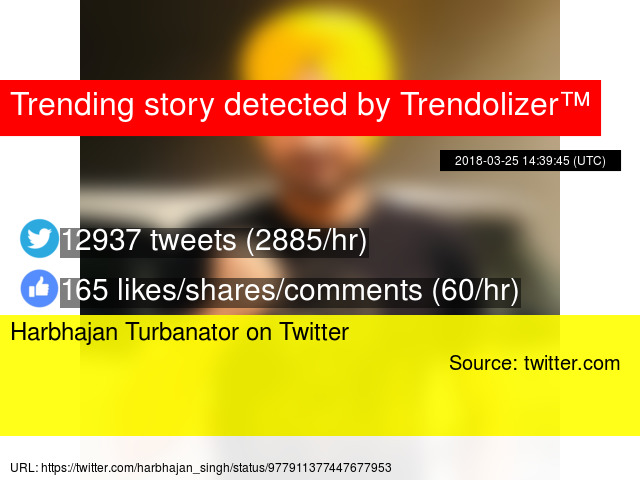 Trending story detected by Trendolizer™
2018-03-25 14:39:45 (UTC)
12937 tweets (2885/hr)
165 likes/shares/comments (60/hr)
Harbhajan Turbanator on Twitter
Source: twitter.com
URL: https://twitter.com/harbhajan_singh/status/977911377447677953